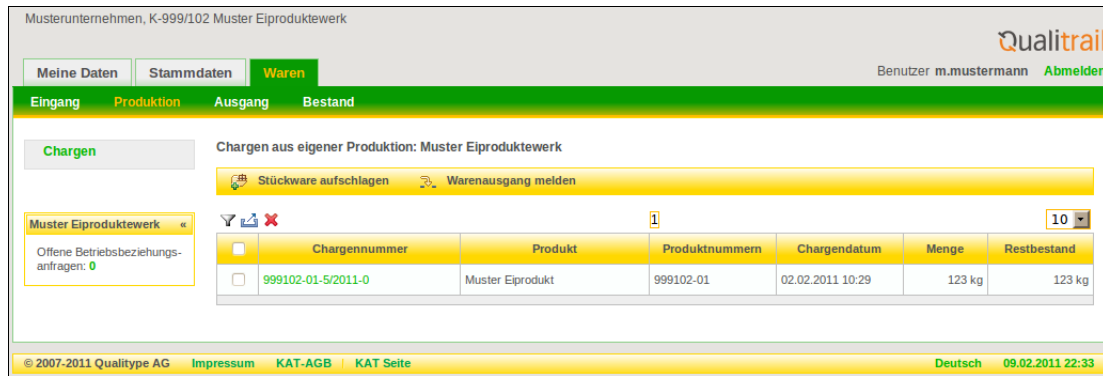 Musterunternehmen, K-999/102 Muster Eiproduktewerk
Qualitrail
Meine Daten Stammdaten Waren Benutzer m.mustermann Abmelden
Eingang Produktion Ausgang Bestand
Chargen
Chargen aus eigener Produktion: Muster Eiproduktewerk
Stückware aufschlagen Warenausgang melden
Muster Eiproduktewerk «
Offene Betriebsbeziehungs-
anfragen: 0
1 10
Chargennummer Produkt Produktnummern Chargendatum Menge Restbestand
999102-01-5/2011-0 Muster Eiprodukt 999102-01 02.02.2011 10:29 123 kg 123 kg
© 2007-2011 Qualitype AG Impressum KAT-AGB KAT Seite Deutsch 09.02.2011 22:33